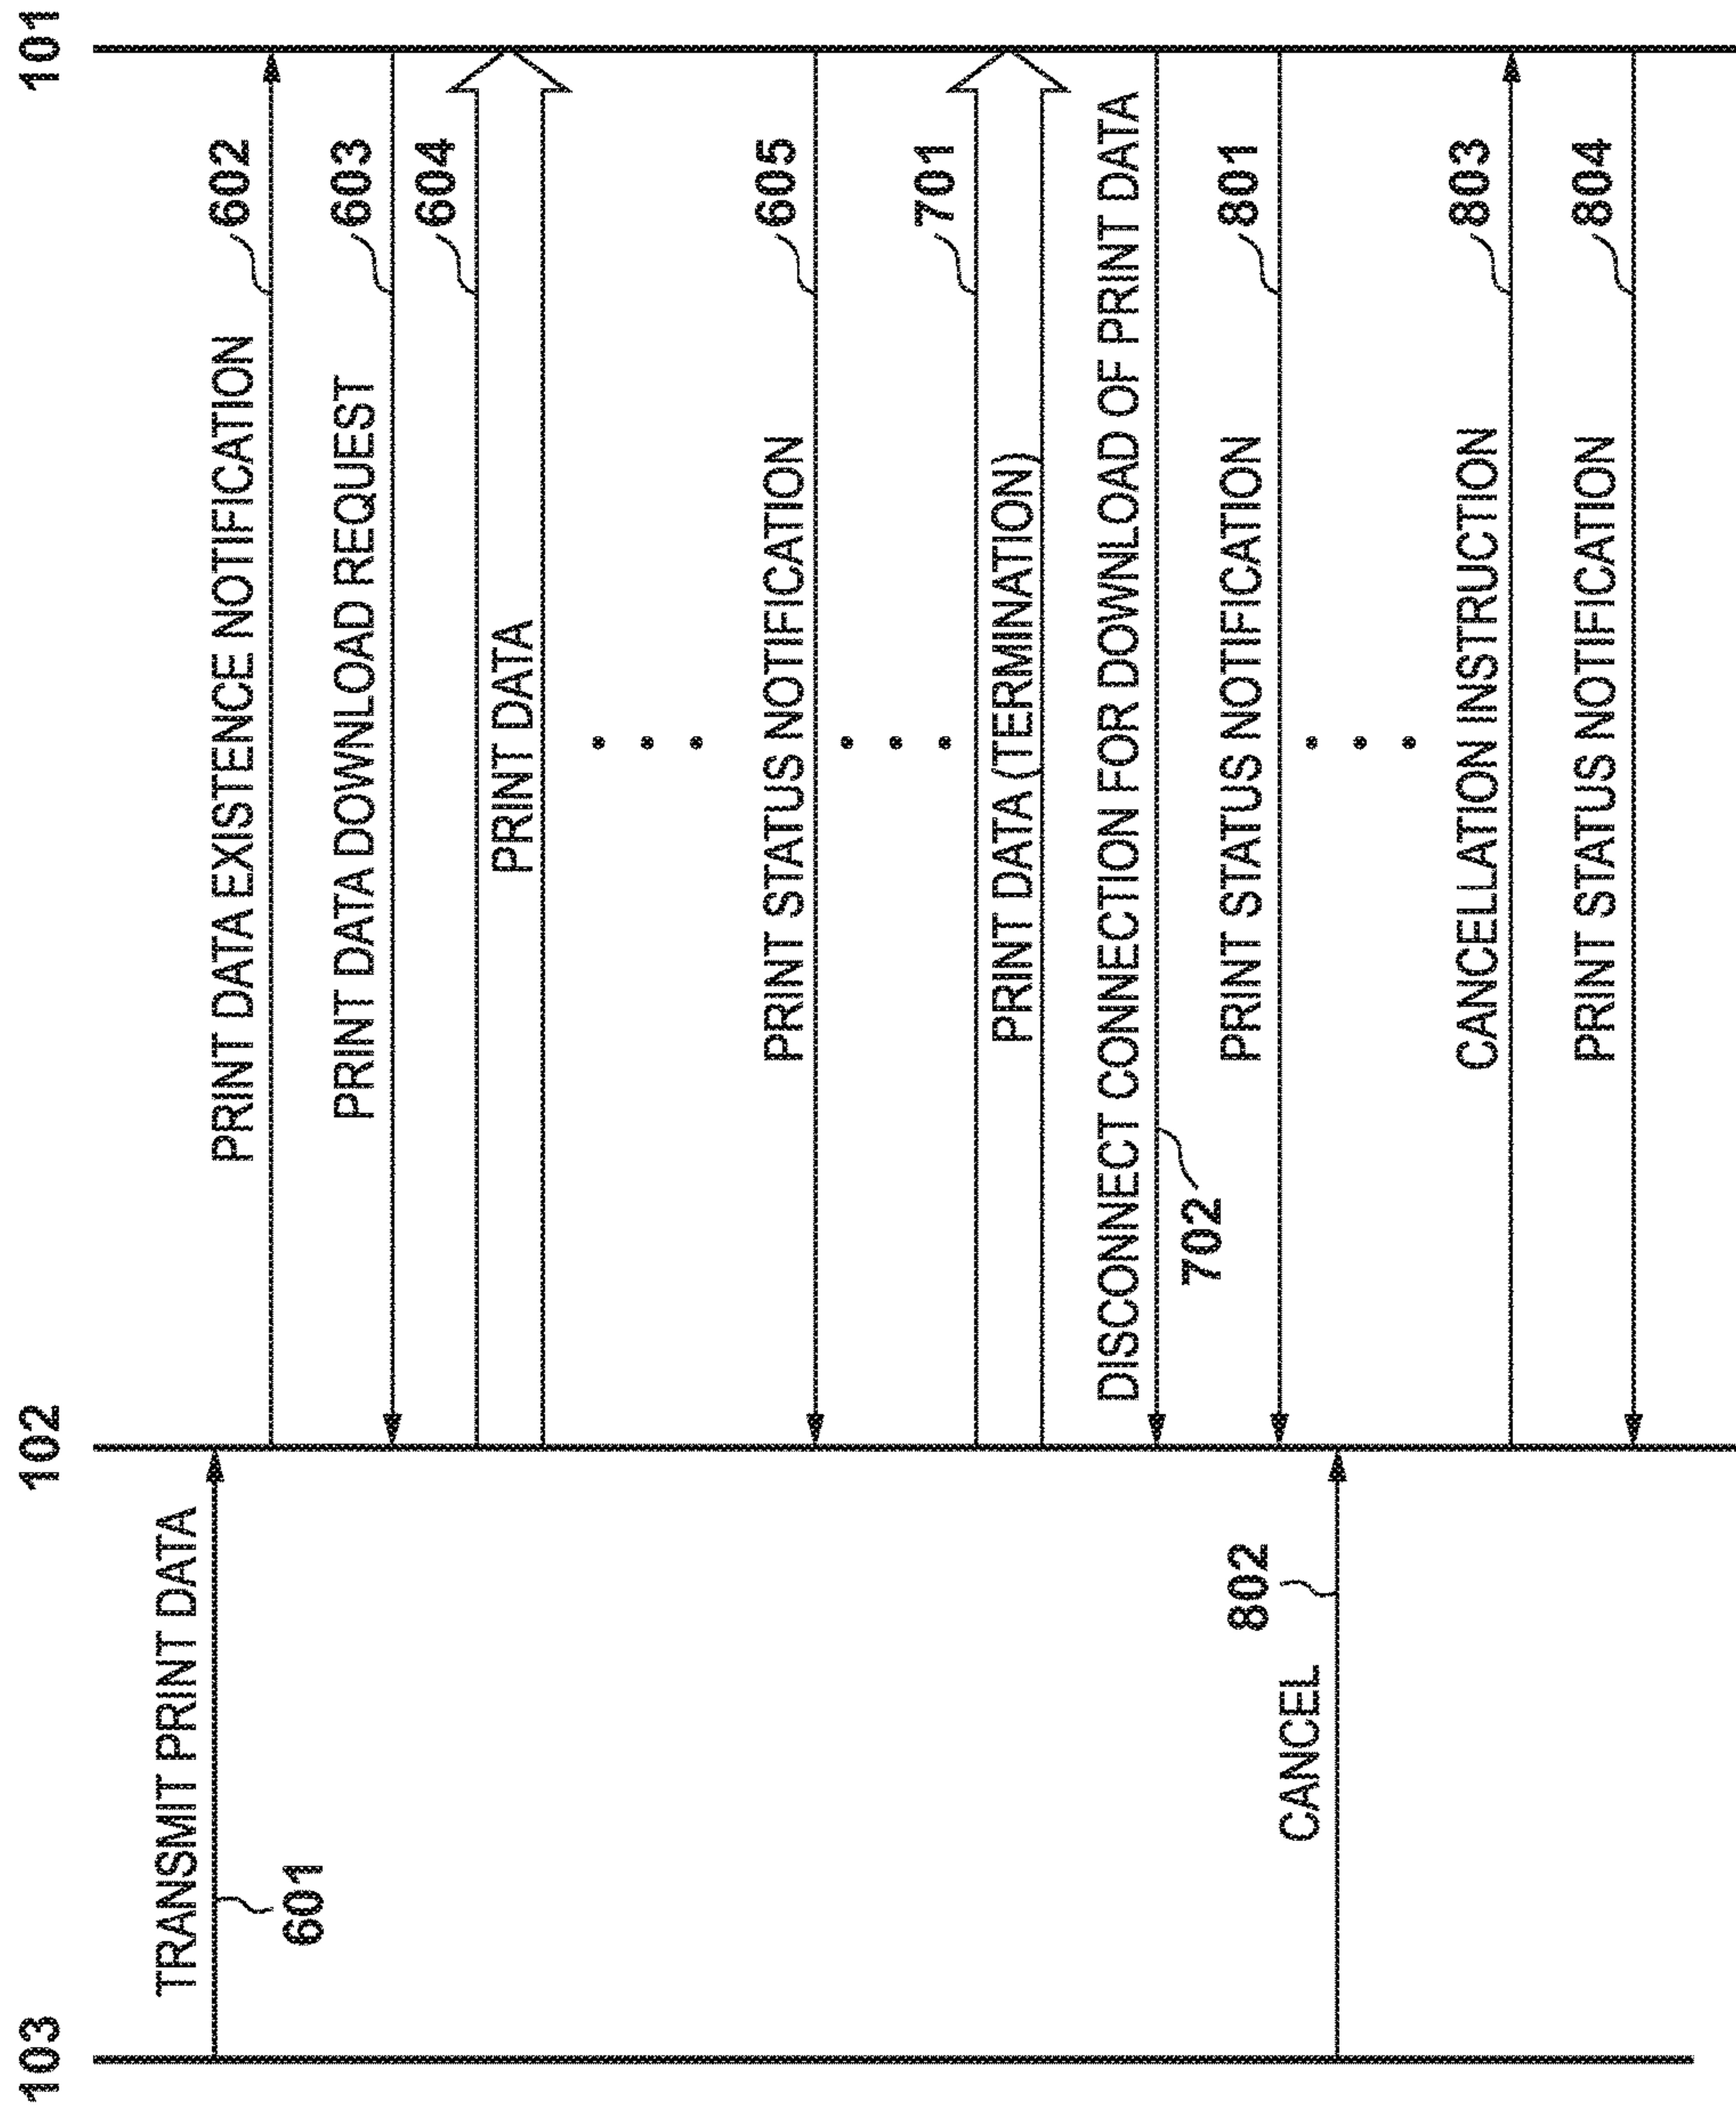 103
102
101
TRANSMIT PRINT DATA
601
PRINT DATA EXISTENCE NOTIFICATION
602
PRINT DATA DOWNLOAD REQUEST
603
604
PRINT DATA
PRINT STATUS NOTIFICATION
605
701
PRINT DATA (TERMINATION)
DISCONNECT CONNECTION FOR DOWNLOAD OF PRINT DATA
702
PRINT STATUS NOTIFICATION
801
802
CANCEL
CANCELLATION INSTRUCTION
803
PRINT STATUS NOTIFICATION
804